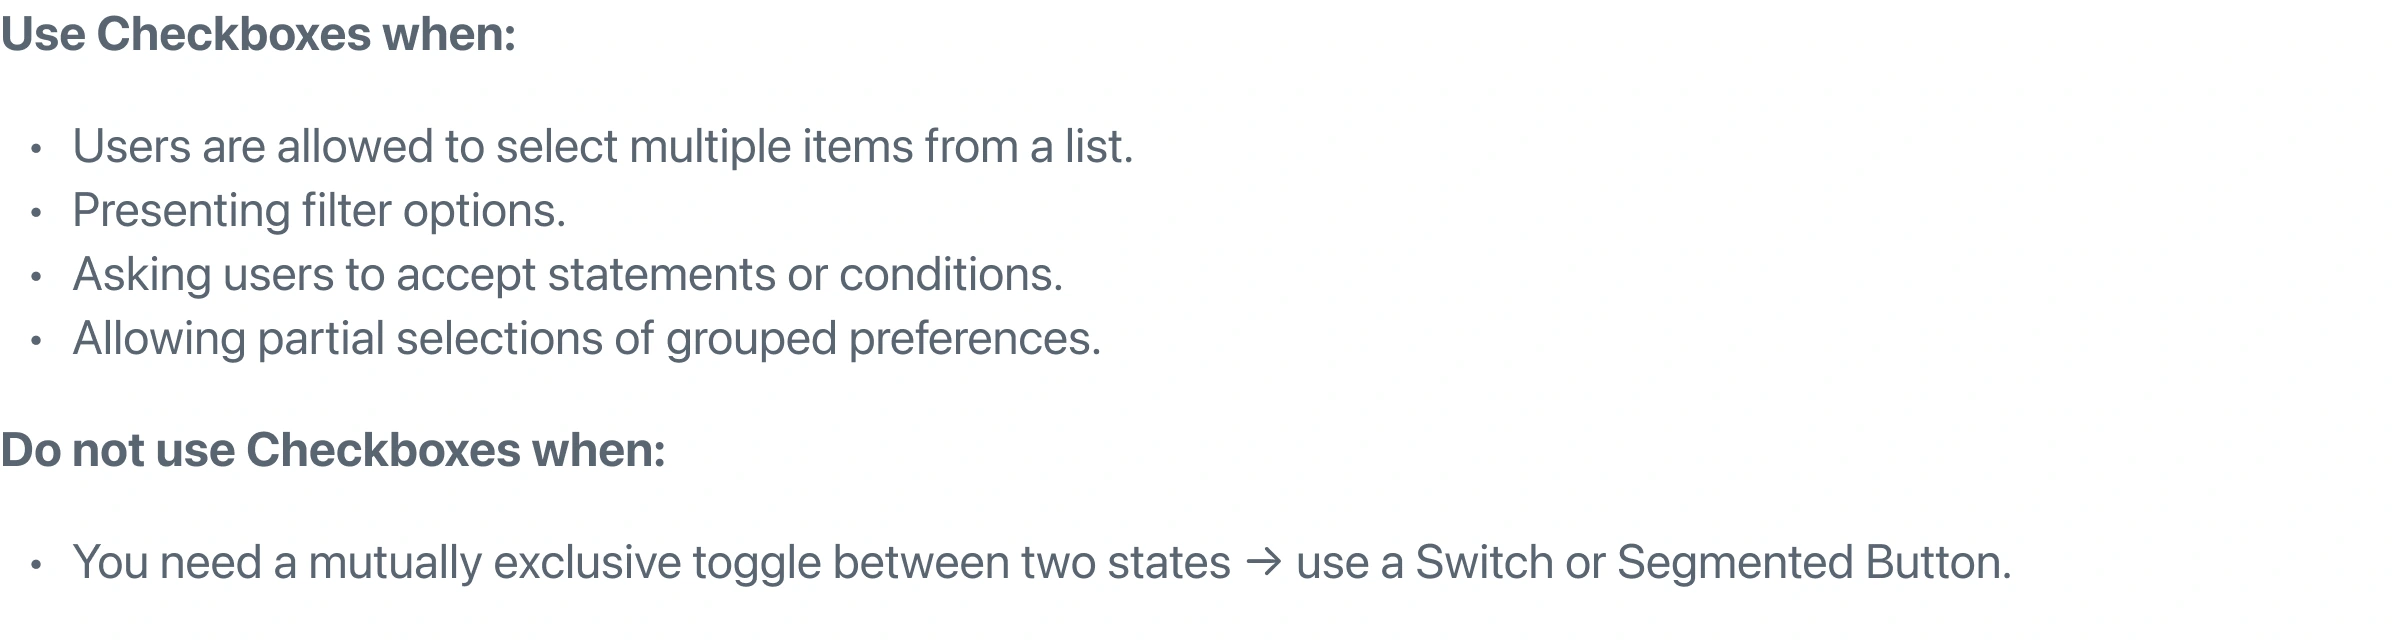 Use Checkboxes when:
• Users are allowed to select multiple items from a list.
• Presenting filter options.
• Asking users to accept statements or conditions.
• Allowing partial selections of grouped preferences.
Do not use Checkboxes when:
• You need a mutually exclusive toggle between two states → use a Switch or Segmented Button.